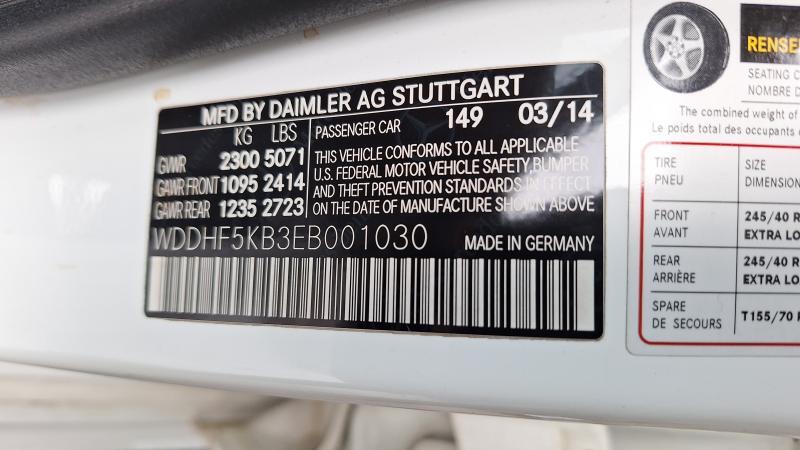 MFD BY DAIMLER AG STUTTGART
KG LBS
GVWR 2300 5071
GAWR FRONT 1095 2414
GAWR REAR 1235 2723
PASSENGER CAR 149 03/14
THIS VEHICLE CONFORMS TO ALL APPLICABLE
U.S. FEDERAL MOTOR VEHICLE SAFETY, BUMPER
AND THEFT PREVENTION STANDARDS IN EFFECT
ON THE DATE OF MANUFACTURE SHOWN ABOVE
WDDHF5KB3EB001030
MADE IN GERMANY
SEATING
NOMBRE
The combined weight of
Le poids total des occupants
TIRE SIZE
PNEU DIMENSION
FRONT 245/40
AVANT EXTRA
REAR 245/40
ARRIÈRE EXTRA
SPARE
DE SECOURS T155/70